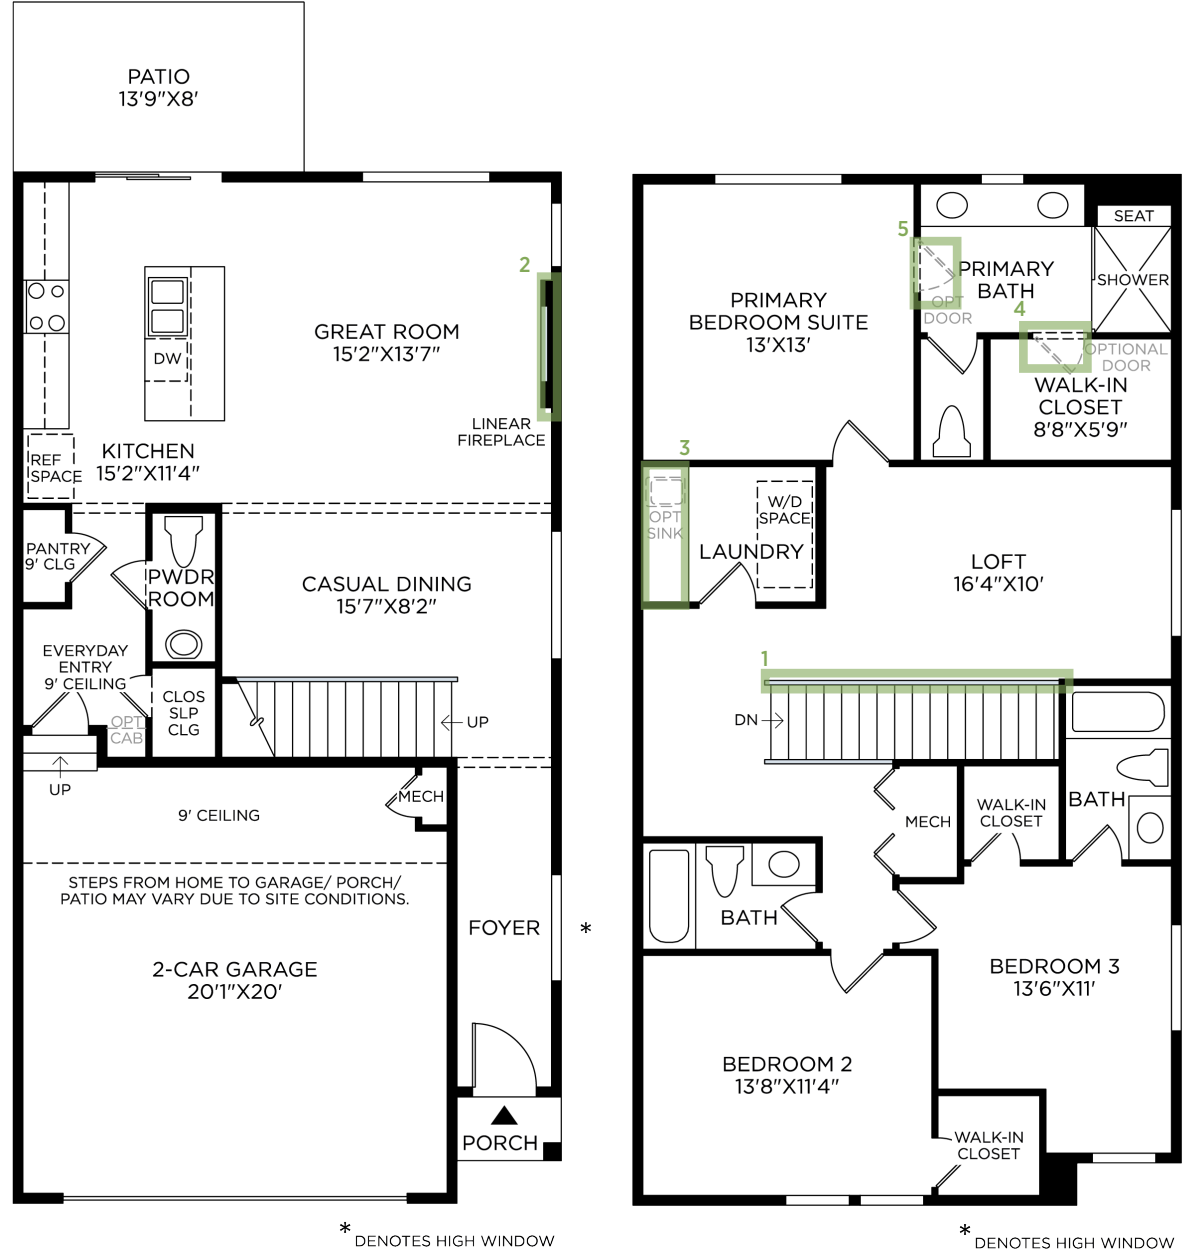 PATIO
13'9"X8'
2
GREAT ROOM
15'2"X13'7"
DW
LINEAR
FIREPLACE
KITCHEN
15'2"X11'4"
REF
SPACE
PANTRY
9' CLG
PWDR
ROOM
CASUAL DINING
15'7"X8'2"
EVERYDAY
ENTRY
9' CEILING
CLOS
SLP
CLG
OPT
CAB
UP
UP
MECH
9' CEILING
STEPS FROM HOME TO GARAGE/ PORCH/
PATIO MAY VARY DUE TO SITE CONDITIONS.
FOYER
*
2-CAR GARAGE
20'1"X20'
PORCH
* DENOTES HIGH WINDOW
SEAT
5
PRIMARY
BATH
SHOWER
OPT
DOOR
PRIMARY
BEDROOM SUITE
13'X13'
4
OPTIONAL
DOOR
WALK-IN
CLOSET
8'8"X5'9"
3
OPT
SINK
W/D
SPACE
LAUNDRY
LOFT
16'4"X10'
1
DN
MECH
WALK-IN
CLOSET
BATH
BATH
BEDROOM 3
13'6"X11'
BEDROOM 2
13'8"X11'4"
WALK-IN
CLOSET
* DENOTES HIGH WINDOW